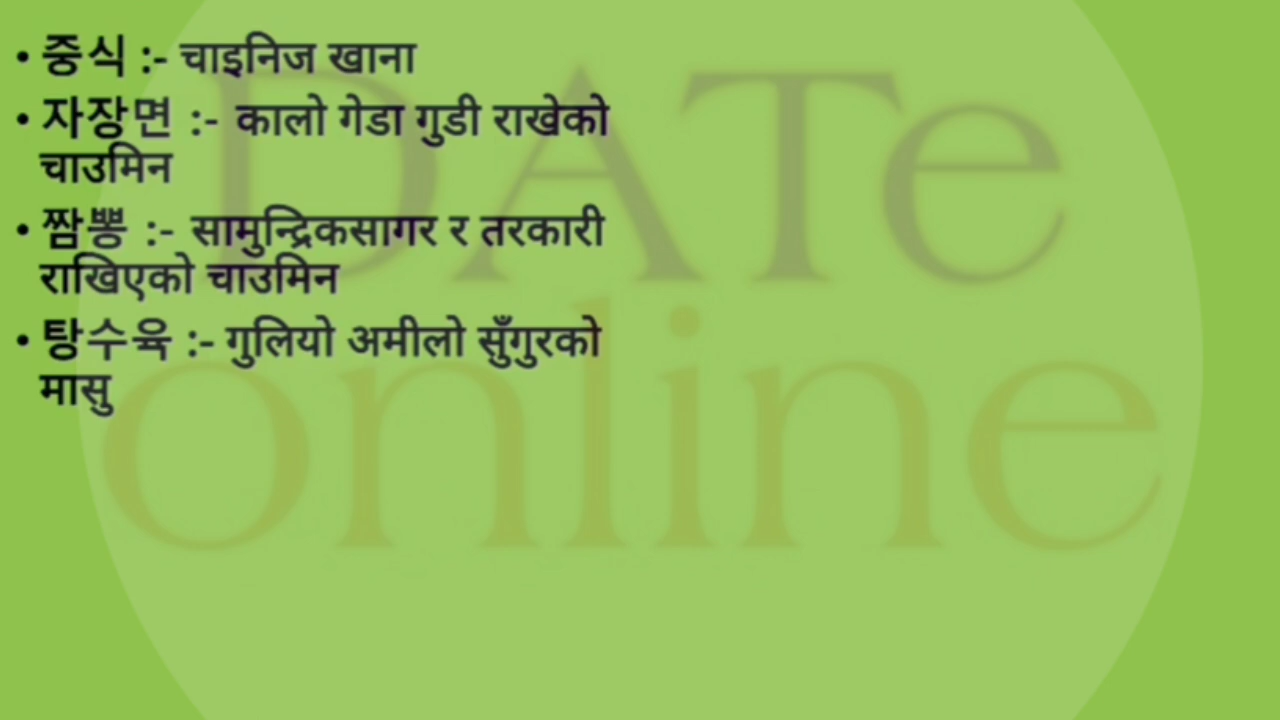 • 중식 :- चाइनिज खाना
• 자장면 :- कालो गेडा गुडी राखेको
चाउमिन
• 짬뽕 :- सामुन्द्रिकसागर र तरकारी
राखिएको चाउमिन
• 탕수육 :- गुलियो अमीलो सुँगुरको
मासु
DATe
online